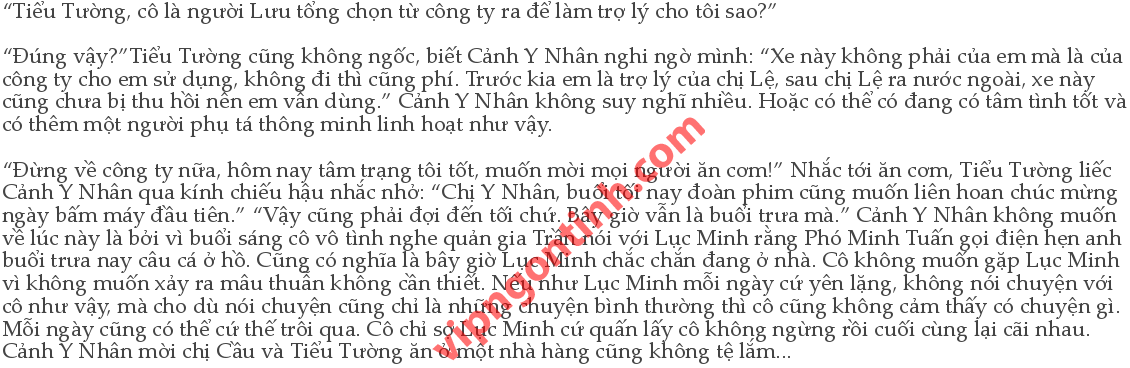 “Tiểu Tường, cô là người Lưu tổng chọn từ công ty ra để làm trợ lý cho tôi sao?”
“Đúng vậy?”Tiểu Tường cũng không ngốc, biết Cảnh Y Nhân nghi ngờ mình: “Xe này không phải của em mà là của
công ty cho em sử dụng, không đi thì cũng phí. Trước kia em là trợ lý của chị Lệ, sau chị Lệ ra nước ngoài, xe này
cũng chưa bị thu hồi nên em vẫn dùng.” Cảnh Y Nhân không suy nghĩ nhiều. Hoặc có thể có đang có tâm tình tốt và
có thêm một người phụ tá thông minh linh hoạt như vậy.
“Đừng về công ty nữa, hôm nay tâm trạng tôi tốt, muốn mời mọi người ăn cơm!” Nhắc tới ăn cơm, Tiểu Tường liếc
Cảnh Y Nhân qua kính chiếu hậu nhắc nhở: “Chị Y Nhân, buổi tối nay đoàn phim cũng muốn liên hoan chúc mừng
ngày bấm máy đầu tiên.” “Vậy cũng phải đợi đến tối chứ. Bây giờ vẫn là buổi trưa mà.” Cảnh Y Nhân không muốn
về lúc này là bởi vì buổi sáng cô vô tình nghe quản gia Trần nói với Lục Minh rằng Phó Minh Tuấn gọi điện hẹn anh
buổi trưa nay câu cá ở hồ. Cũng có nghĩa là bây giờ Lục Minh chắc chắn đang ở nhà. Cô không muốn gặp Lục Minh
vì không muốn xảy ra mâu thuẫn không cần thiết. Nếu như Lục Minh mỗi ngày cứ yên lặng, không nói chuyện với
cô như vậy, mà cho dù nói chuyện cũng chỉ là những chuyện bình thường thì cô cũng không cảm thấy có chuyện gì.
Mỗi ngày cũng có thể cứ thế trôi qua. Cô chỉ sợ Lục Minh cứ quấn lấy cô không ngừng rồi cuối cùng lại cãi nhau.
Cảnh Y Nhân mời chị Cầu và Tiểu Tường ăn ở một nhà hàng cũng không tệ lắm...
vipngontinh.com